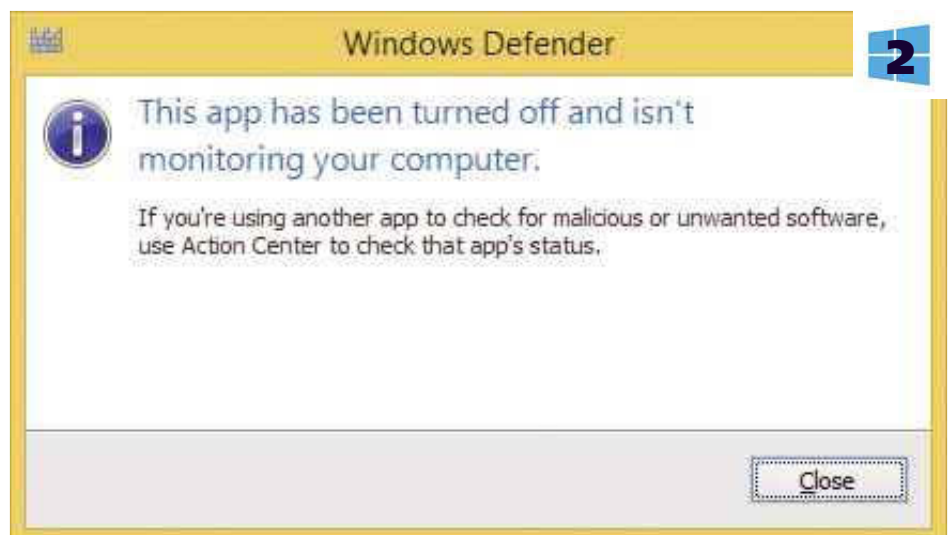 Windows Defender
2
This app has been turned off and isn't
monitoring your computer.
If you're using another app to check for malicious or unwanted software,
use Action Center to check that app's status.
Close